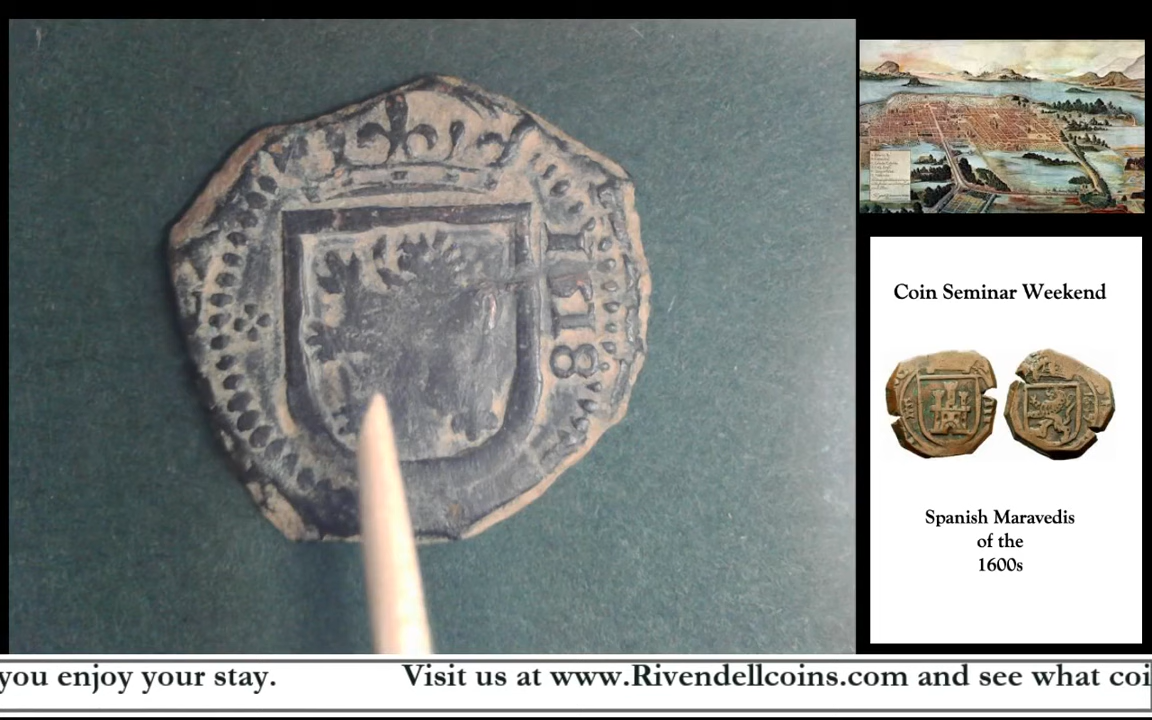 Coin Seminar Weekend
Spanish Maravedis
of the
1600s
you enjoy your stay. Visit us at www.Rivendellcoins.com and see what coi